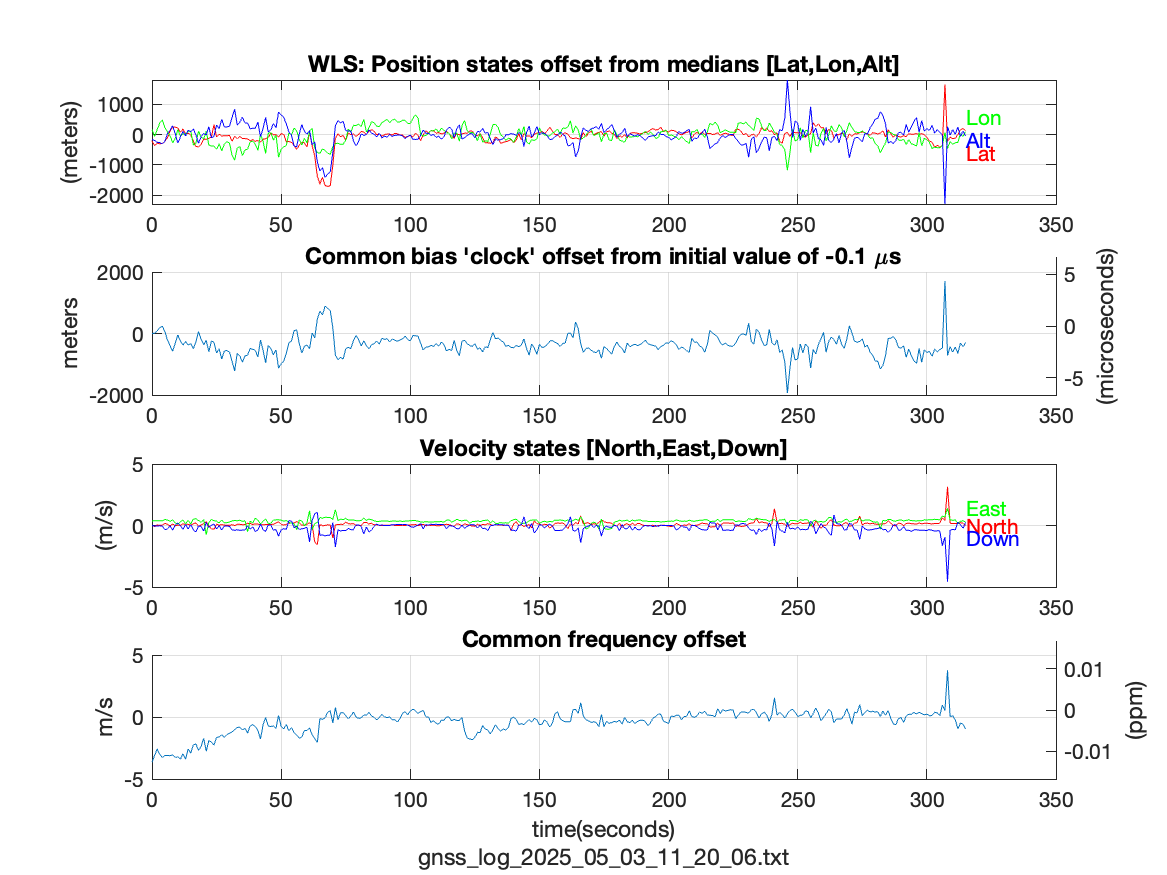 WLS: Position states offset from medians [Lat,Lon,Alt]
(meters)
1000
0
-1000
-2000
Lon
Alt
Lat
0 50 100 150 200 250 300 350
Common bias 'clock' offset from initial value of -0.1 μs
meters
2000
0
-2000
5
0
-5
(microseconds)
0 50 100 150 200 250 300 350
Velocity states [North,East,Down]
(m/s)
5
0
-5
East
North
Down
0 50 100 150 200 250 300 350
Common frequency offset
m/s
5
0
-5
0.01
0
-0.01
(ppm)
0 50 100 150 200 250 300 350
time(seconds)
gnss_log_2025_05_03_11_20_06.txt